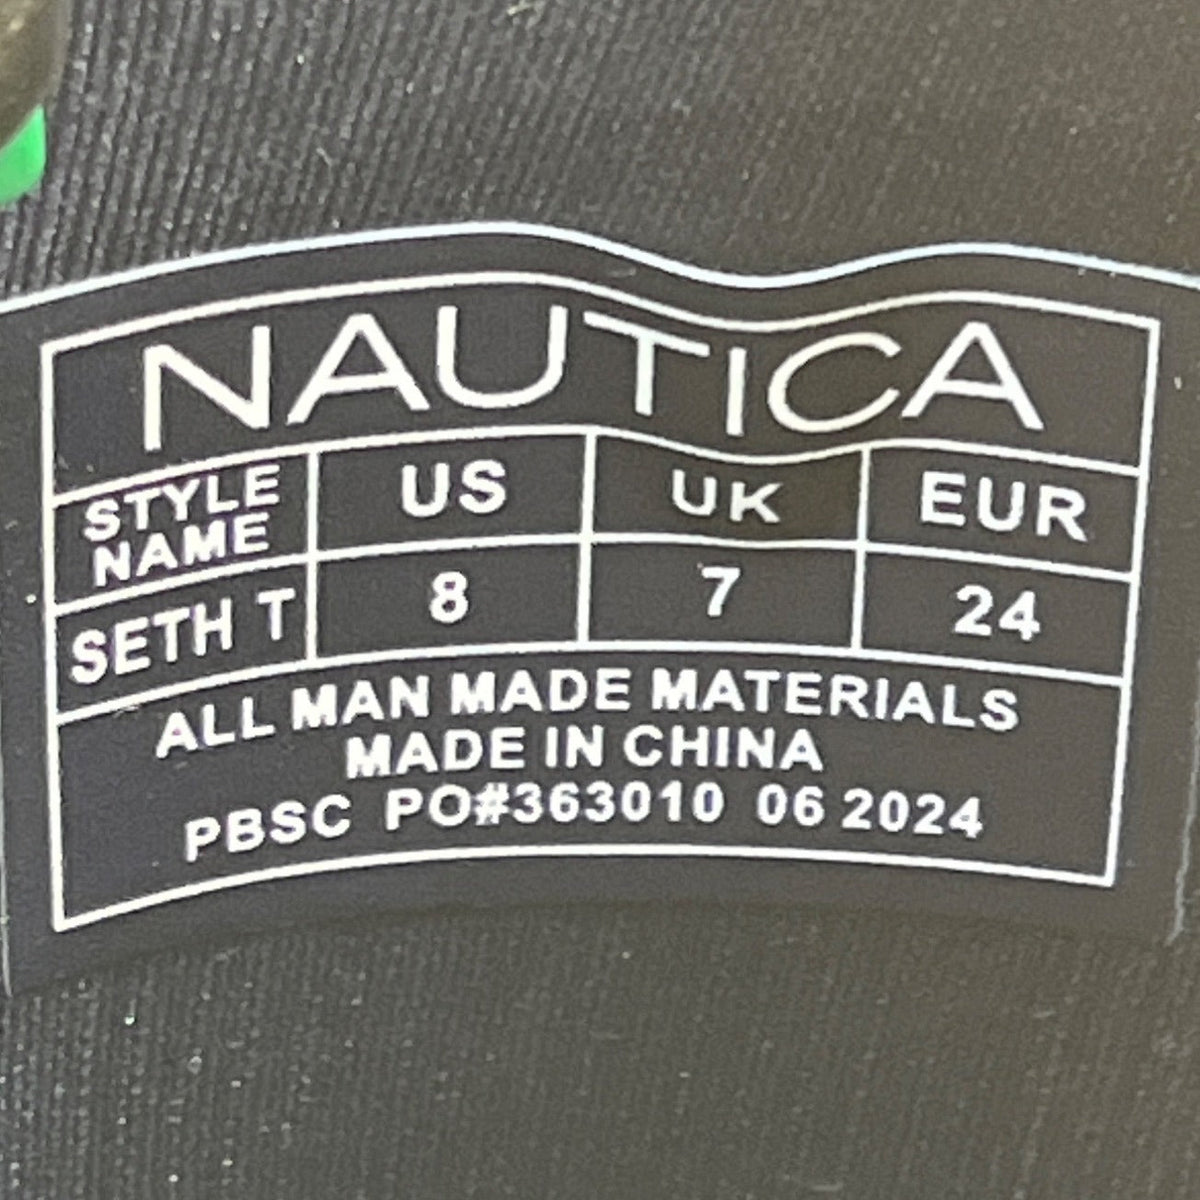 NAUTICA
STYLE NAME US UK EUR
SETH T 8 7 24
ALL MAN MADE MATERIALS
MADE IN CHINA
PBSC PO#363010 06 2024